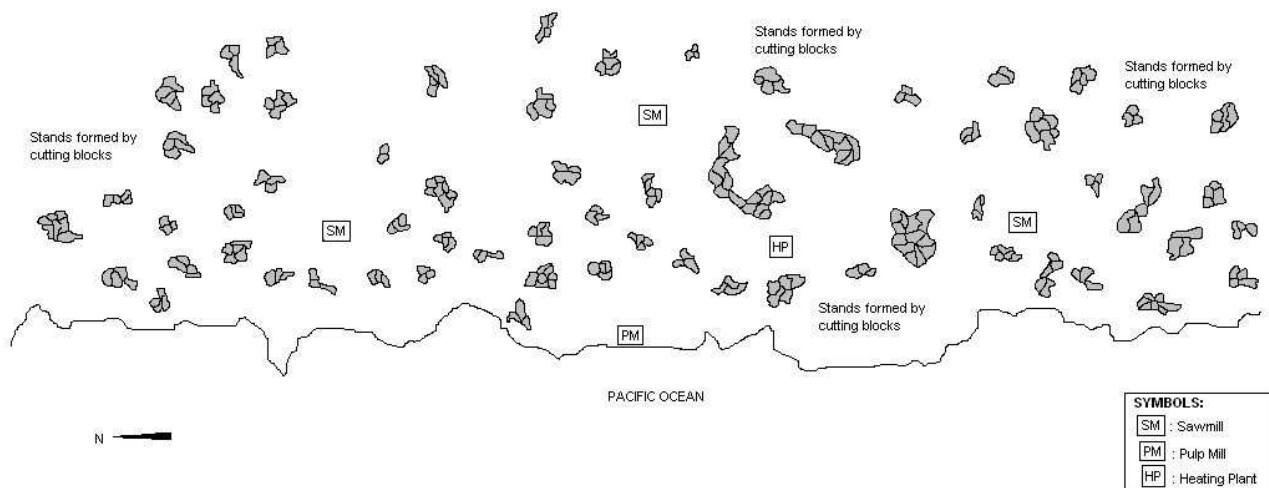 Stands formed by
cutting blocks
Stands formed by
cutting blocks
SM
Stands formed by
cutting blocks
SM
SM
HP
Stands formed by
cutting blocks
PM
PACIFIC OCEAN
N
SYMBOLS:
SM : Sawmill
PM : Pulp Mill
HP : Heating Plant